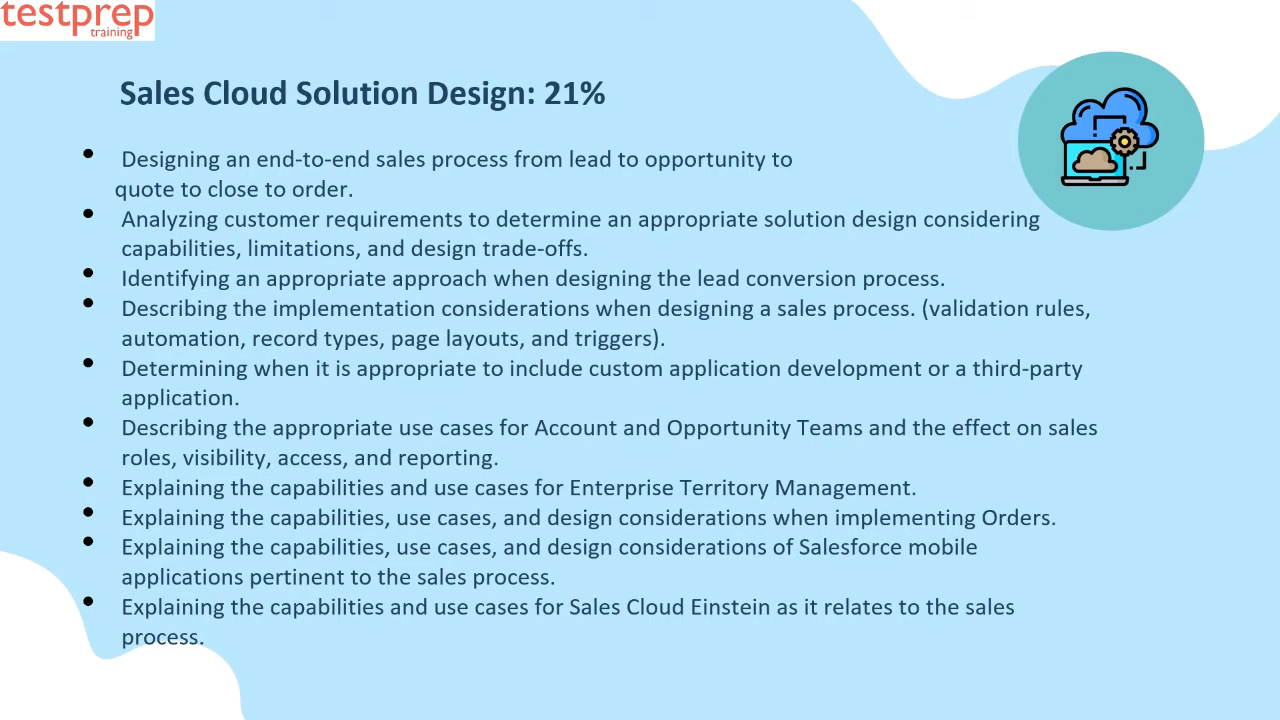 testprep
training
Sales Cloud Solution Design: 21%
• Designing an end-to-end sales process from lead to opportunity to
quote to close to order.
• Analyzing customer requirements to determine an appropriate solution design considering
capabilities, limitations, and design trade-offs.
• Identifying an appropriate approach when designing the lead conversion process.
• Describing the implementation considerations when designing a sales process. (validation rules,
automation, record types, page layouts, and triggers).
• Determining when it is appropriate to include custom application development or a third-party
application.
• Describing the appropriate use cases for Account and Opportunity Teams and the effect on sales
roles, visibility, access, and reporting.
• Explaining the capabilities and use cases for Enterprise Territory Management.
• Explaining the capabilities, use cases, and design considerations when implementing Orders.
• Explaining the capabilities, use cases, and design considerations of Salesforce mobile
applications pertinent to the sales process.
• Explaining the capabilities and use cases for Sales Cloud Einstein as it relates to the sales
process.